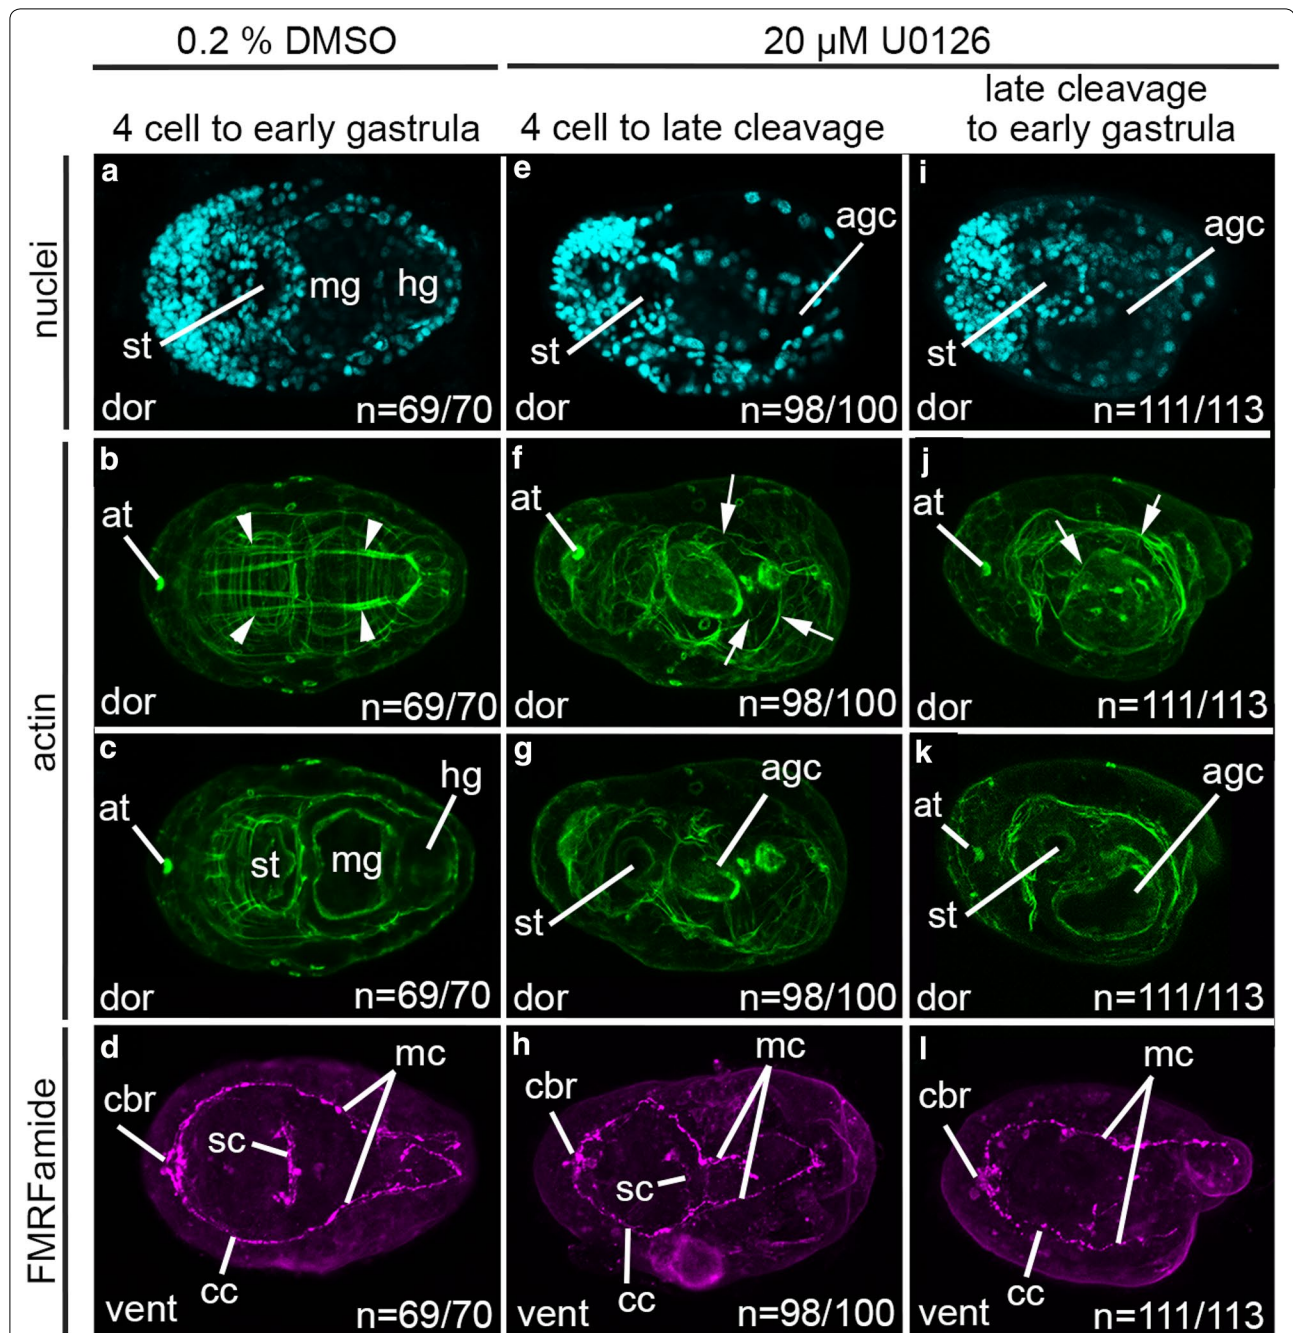 0.2 % DMSO
20 µM U0126
4 cell to early gastrula
4 cell to late cleavage
late cleavage
to early gastrula
nuclei
a
mg
hg
st
dor
n=69/70
e
agc
st
dor
n=98/100
i
agc
st
dor
n=111/113
actin
b
at
dor
n=69/70
f
at
dor
n=98/100
j
at
dor
n=111/113
c
hg
at
st
mg
dor
n=69/70
g
agc
st
dor
n=98/100
k
agc
at
st
dor
n=111/113
FMRFamide
d
mc
cbr
sc
cc
vent
n=69/70
h
mc
cbr
sc
cc
vent
n=98/100
l
mc
cbr
cc
vent
n=111/113